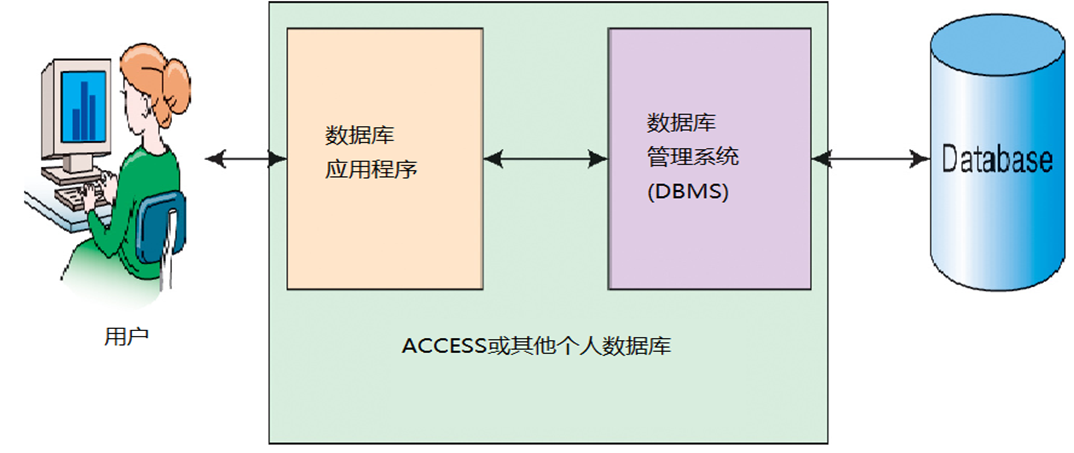 数据库
应用程序
数据库
管理系统
(DBMS)
Database
用户
ACCESS或其他个人数据库